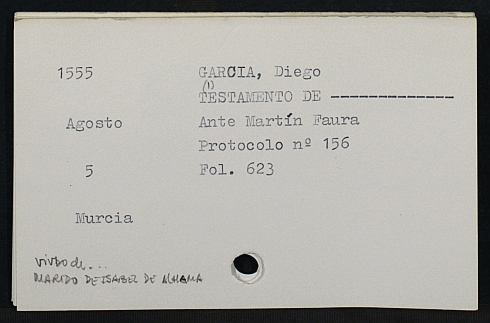 1555 GARCIA, Diego
(1)
TESTAMENTO DE -------------
Agosto Ante Martín Faura
Protocolo nº 156
5 Fol. 623
Murcia
VIVDO de...
MARIDO DE ISABEL DE ALHAMA